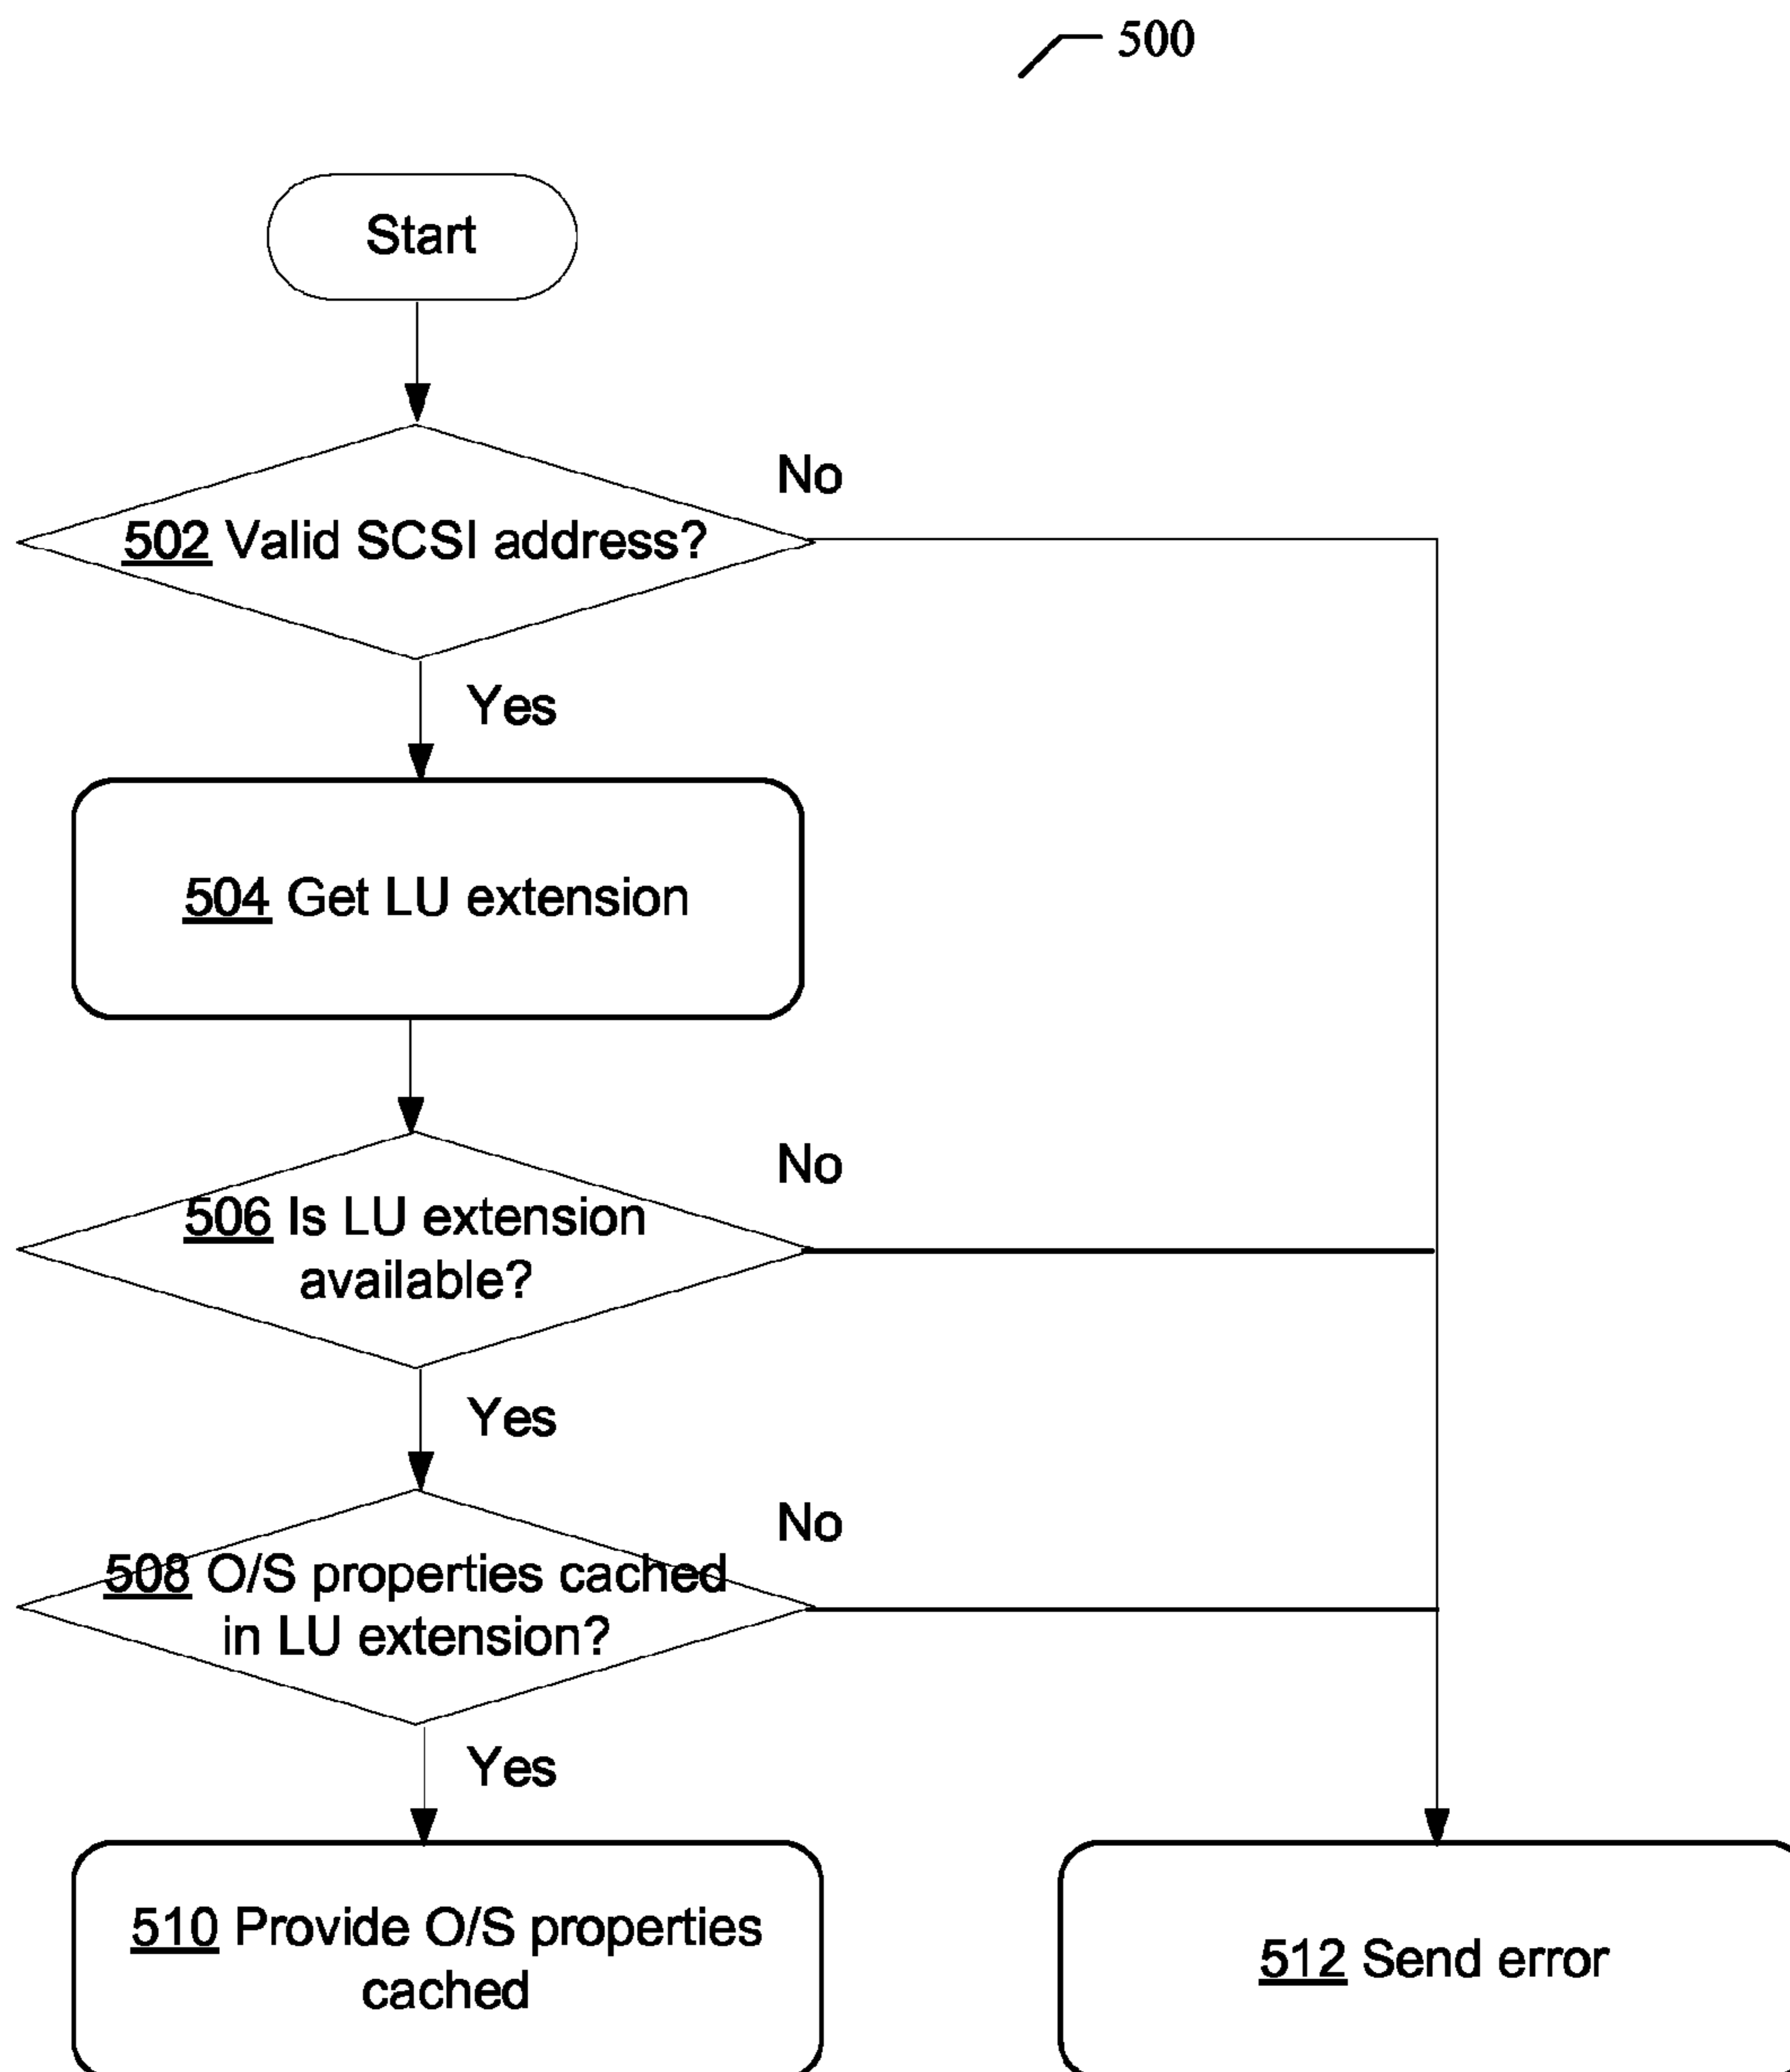 500
Start
No
502 Valid SCSI address?
Yes
504 Get LU extension
No
506 Is LU extension
available?
Yes
No
508 O/S properties cached
in LU extension?
Yes
510 Provide O/S properties
cached
512 Send error